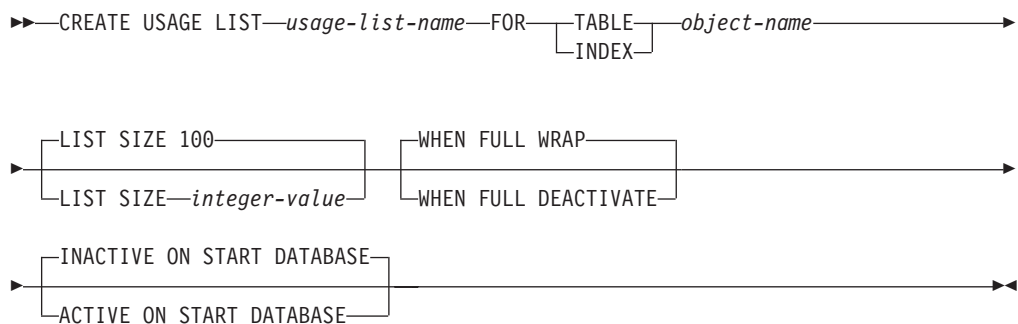 CREATE USAGE LIST usage-list-name FOR TABLE object-name
INDEX
LIST SIZE 100 WHEN FULL WRAP
LIST SIZE integer-value WHEN FULL DEACTIVATE
INACTIVE ON START DATABASE
ACTIVE ON START DATABASE